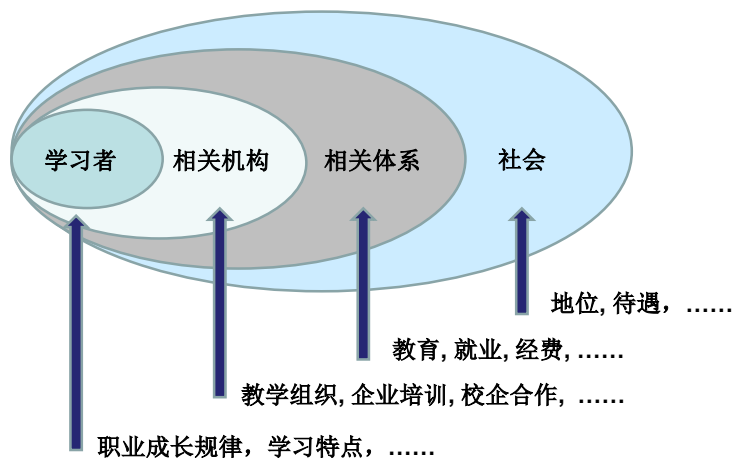 学习者 相关机构 相关体系 社会
地位, 待遇，……
教育, 就业, 经费, ……
教学组织, 企业培训, 校企合作, ……
职业成长规律，学习特点，……